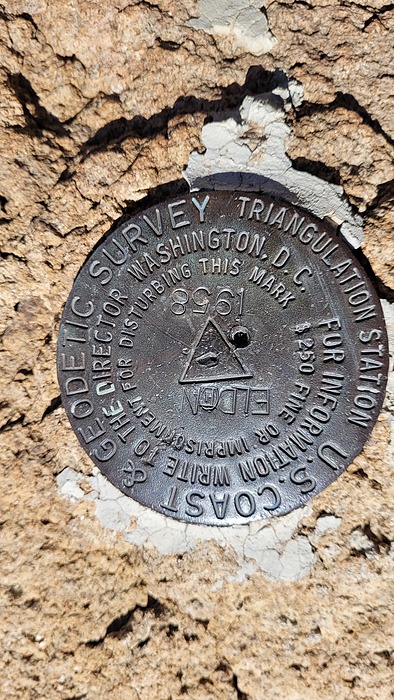 U.S. COAST & GEODETIC SURVEY TRIANGULATION STATION
FOR INFORMATION WRITE TO THE DIRECTOR, WASHINGTON, D.C.
$250 FINE OR IMPRISONMENT FOR DISTURBING THIS MARK
ELDEN
1958